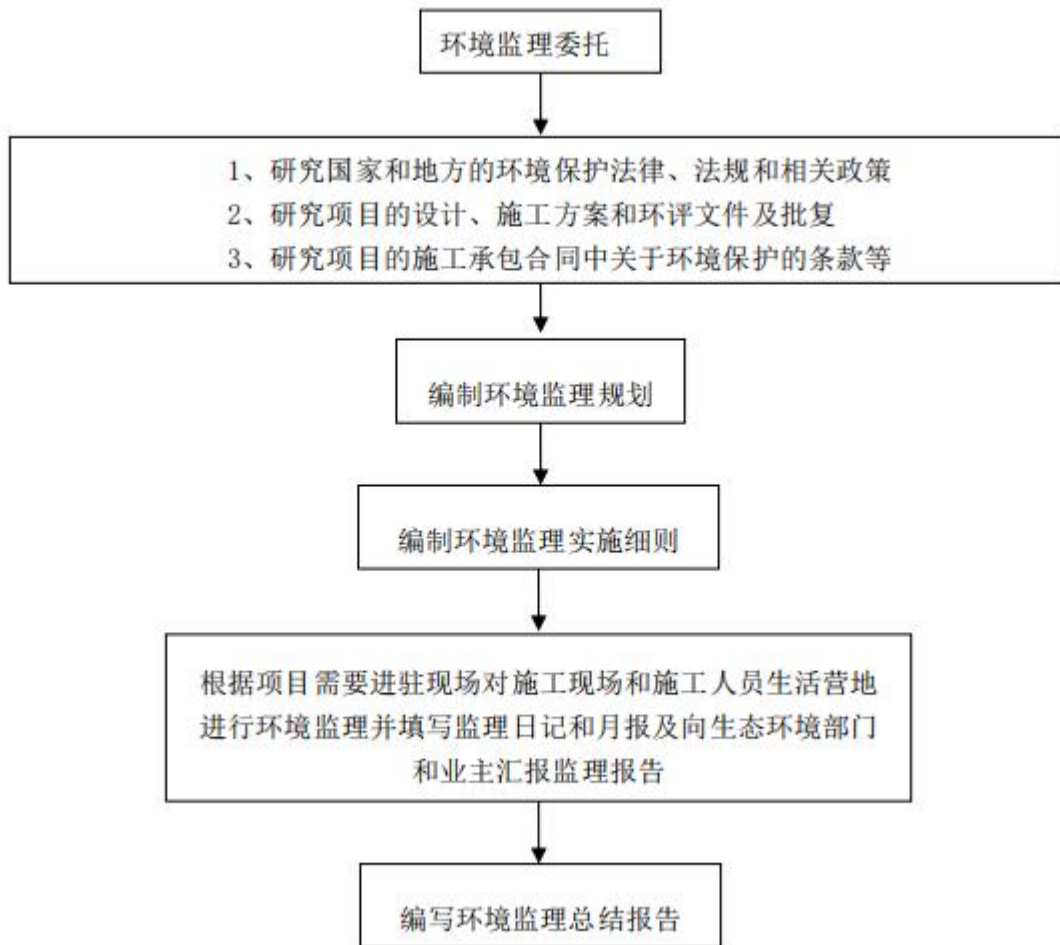 环境监理委托
1、研究国家和地方的环境保护法律、法规和相关政策
2、研究项目的设计、施工方案和环评文件及批复
3、研究项目的施工承包合同中关于环境保护的条款等
编制环境监理规划
编制环境监理实施细则
根据项目需要进驻现场对施工现场和施工人员生活营地
进行环境监理并填写监理日记和月报及向生态环境部门
和业主汇报监理报告
编写环境监理总结报告